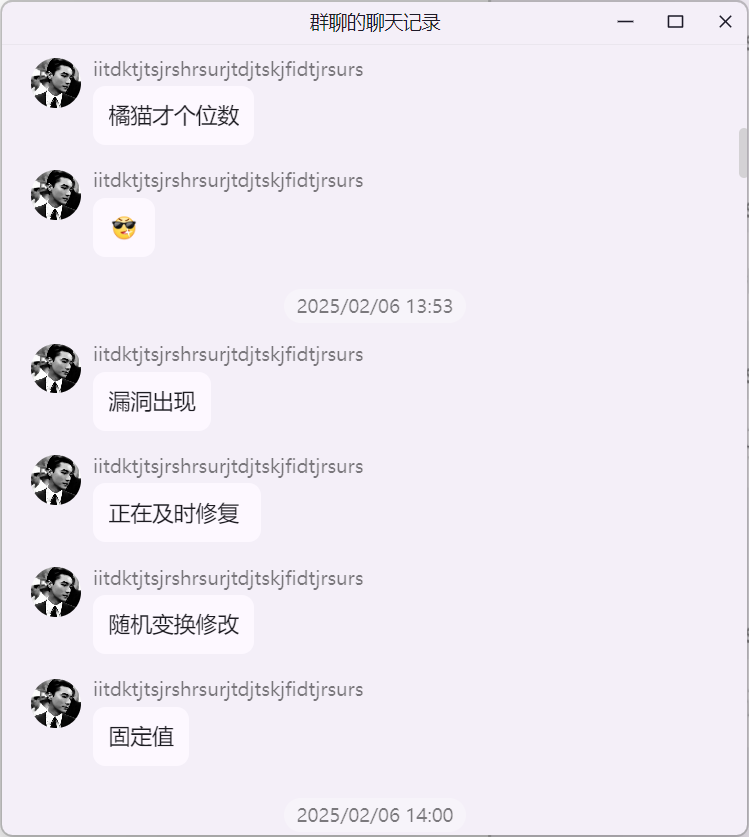 群聊的聊天记录
iitdktjtsjrshrsurjtdjtskjfidtjrsurs
橘猫才个位数
iitdktjtsjrshrsurjtdjtskjfidtjrsurs
2025/02/06 13:53
iitdktjtsjrshrsurjtdjtskjfidtjrsurs
漏洞出现
iitdktjtsjrshrsurjtdjtskjfidtjrsurs
正在及时修复
iitdktjtsjrshrsurjtdjtskjfidtjrsurs
随机变换修改
iitdktjtsjrshrsurjtdjtskjfidtjrsurs
固定值
2025/02/06 14:00